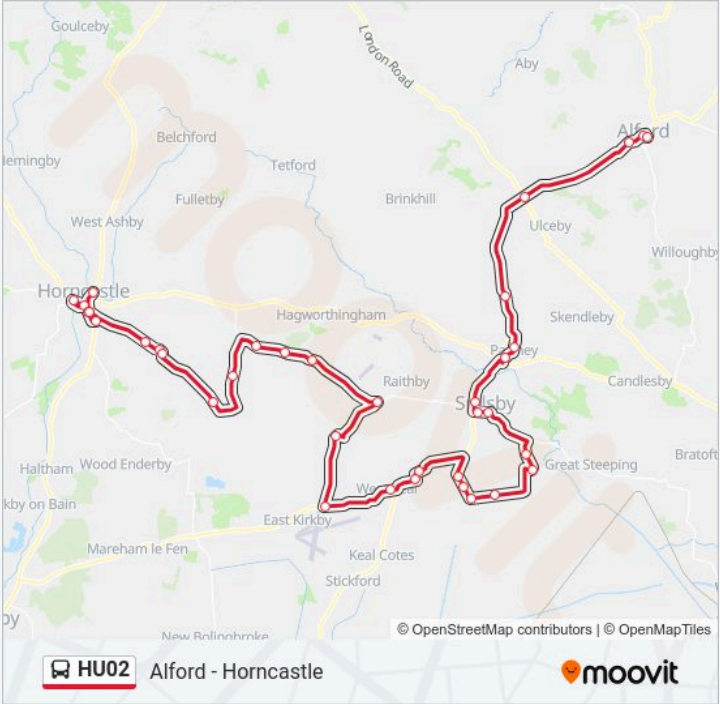 Goulceby
London Road
Aby
Alford
Belchford
Tetford
lemingby
Fulletby
Brinkhill
West Ashby
Ulceby
Willoughby
Horncastle
Hagworthingham
Skendleby
Partney
Raithby
Candlesby
Spilsby
Haltham
Wood Enderby
Great Steeping
Bratoft
kby on Bain
East Kirkby
Mareham le Fen
Keal Cotes
Stickford
by
New Bolingbroke
© OpenStreetMap contributors | © OpenMapTiles
HU02 Alford - Horncastle
moovit